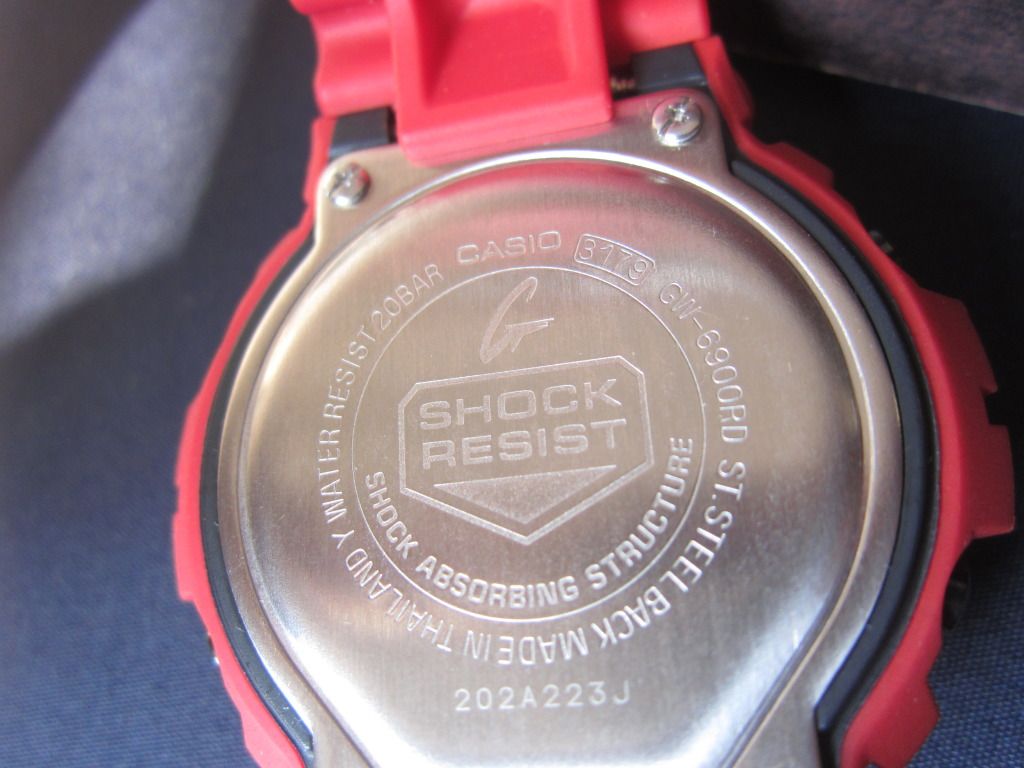 CASIO 3179 GW-6900RD ST.STEEL BACK MADE IN THAILAND Y WATER RESIST 20BAR
G
SHOCK
RESIST
SHOCK ABSORBING STRUCTURE
202A223J